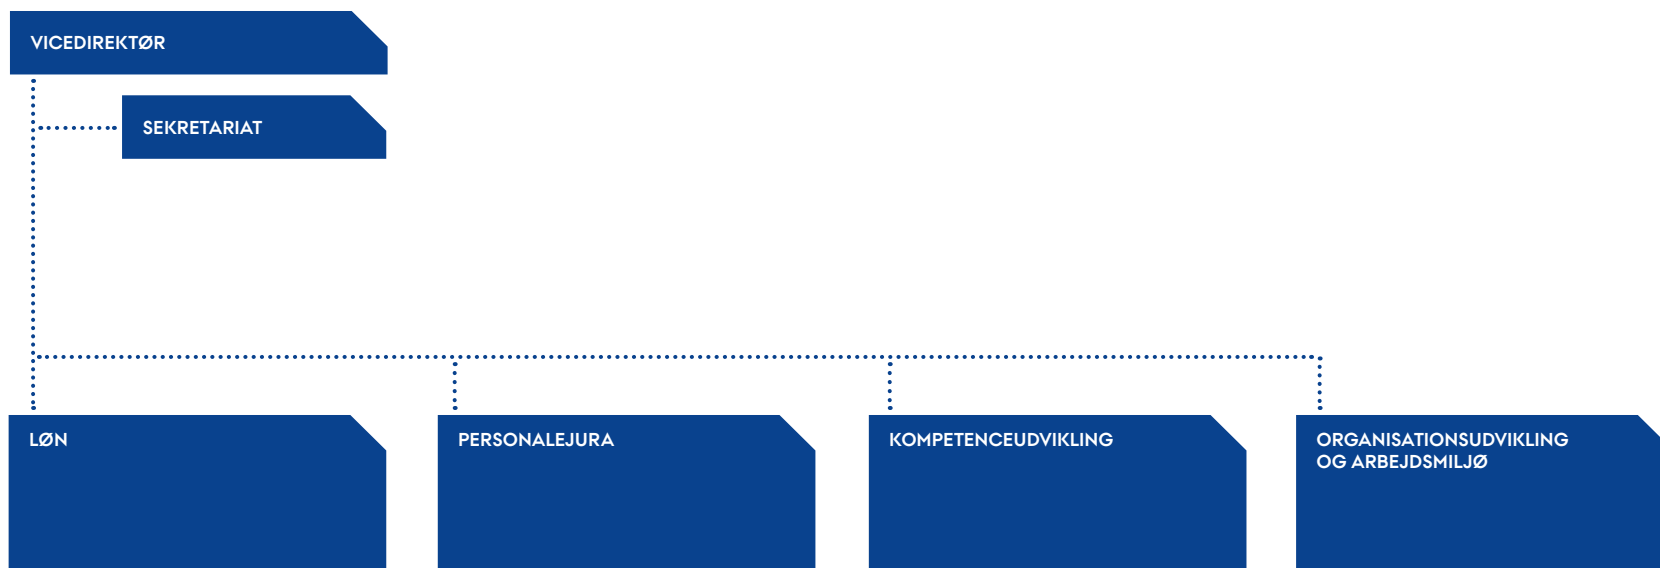 VICEDIREKTØR
SEKRETARIAT
LØN
PERSONALEJURA
KOMPETENCEUDVIKLING
ORGANISATIONSUDVIKLING
OG ARBEJDSMILJØ